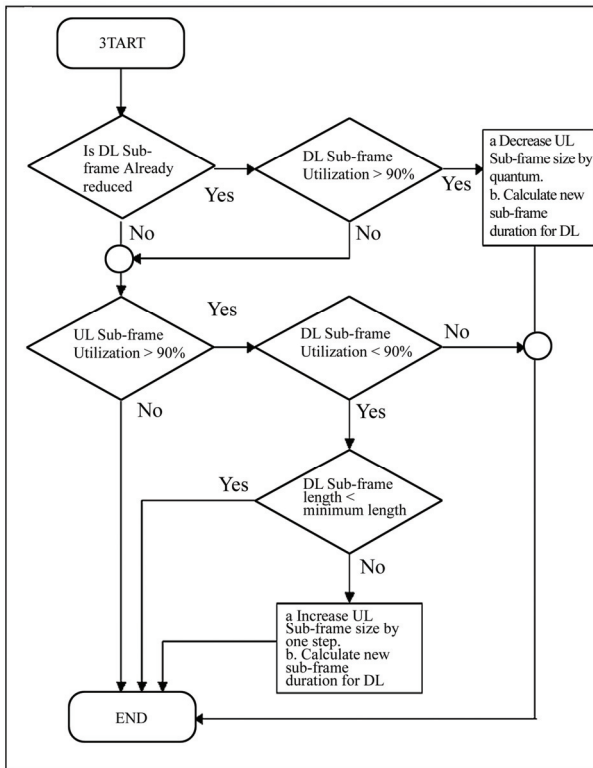 3TART
Is DL Sub-
frame Already
reduced
Yes
DL Sub-frame
Utilization > 90%
Yes
a Decrease UL
Sub-frame size by
quantum.
b. Calculate new
sub-frame
duration for DL
No
No
UL Sub-frame
Utilization > 90%
Yes
DL Sub-frame
Utilization < 90%
No
No
Yes
DL Sub-frame
length <
minimum length
Yes
No
a Increase UL
Sub-frame size by
one step.
b. Calculate new
sub-frame
duration for DL
END